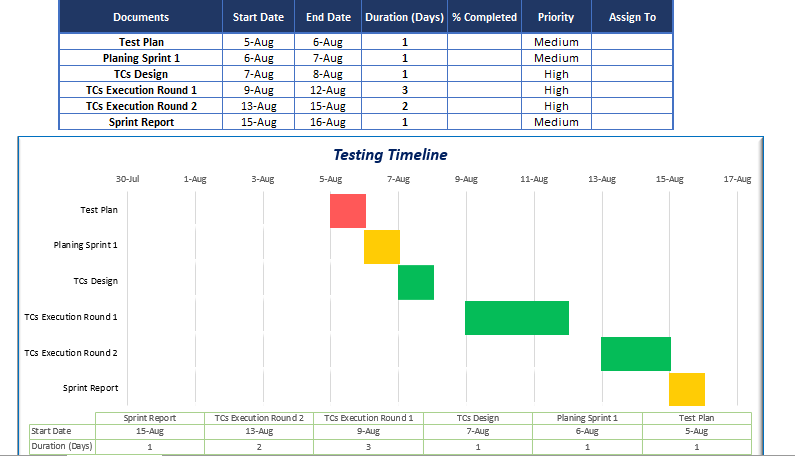 Documents Start Date End Date Duration (Days) % Completed Priority Assign To
Test Plan 5-Aug 6-Aug 1 Medium
Planing Sprint 1 6-Aug 7-Aug 1 Medium
TCs Design 7-Aug 8-Aug 1 High
TCs Execution Round 1 9-Aug 12-Aug 3 High
TCs Execution Round 2 13-Aug 15-Aug 2 High
Sprint Report 15-Aug 16-Aug 1 Medium
Testing Timeline
30-Jul 1-Aug 3-Aug 5-Aug 7-Aug 9-Aug 11-Aug 13-Aug 15-Aug 17-Aug
Test Plan
Planing Sprint 1
TCs Design
TCs Execution Round 1
TCs Execution Round 2
Sprint Report
Sprint Report TCs Execution Round 2 TCs Execution Round 1 TCs Design Planing Sprint 1 Test Plan
Start Date 15-Aug 13-Aug 9-Aug 7-Aug 6-Aug 5-Aug
Duration (Days) 1 2 3 1 1 1